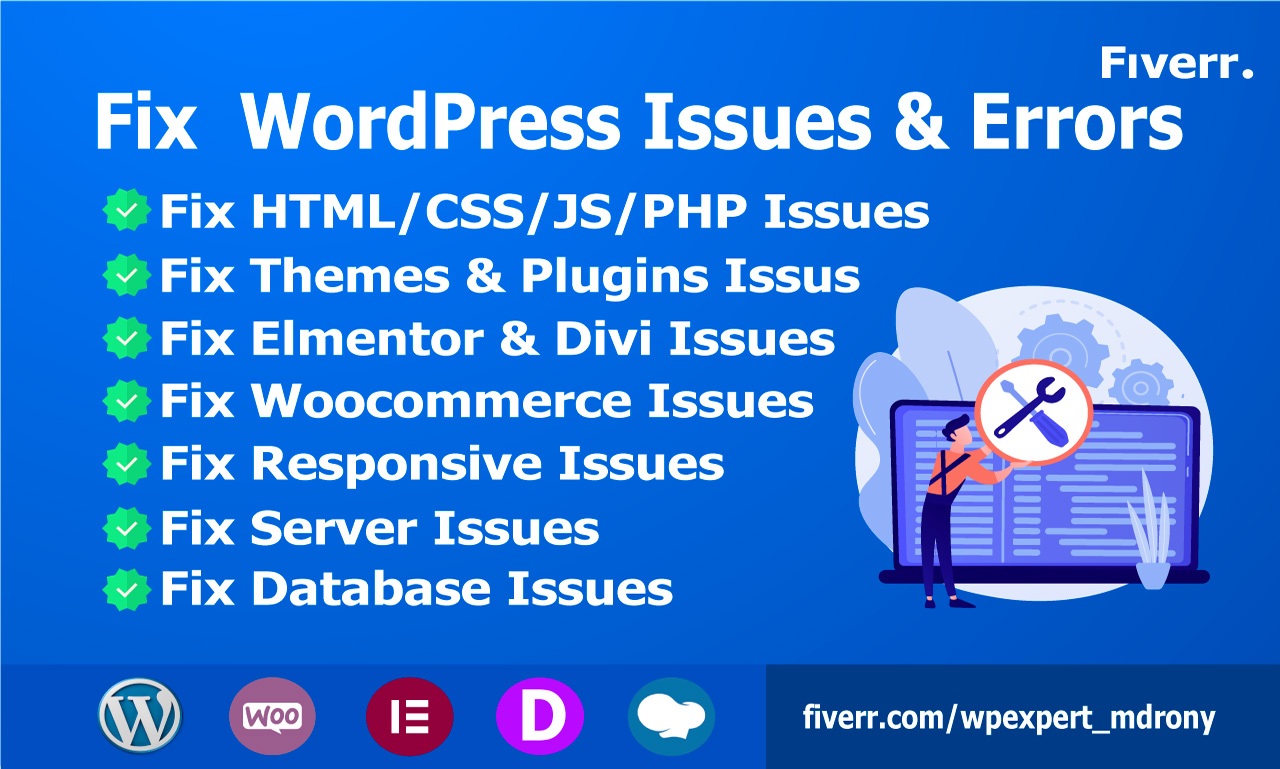 Fiverr.
Fix WordPress Issues & Errors
Fix HTML/CSS/JS/PHP Issues
Fix Themes & Plugins Issus
Fix Elmentor & Divi Issues
Fix Woocommerce Issues
Fix Responsive Issues
Fix Server Issues
Fix Database Issues
W
WOO
D
fiverr.com/wpexpert_mdrony